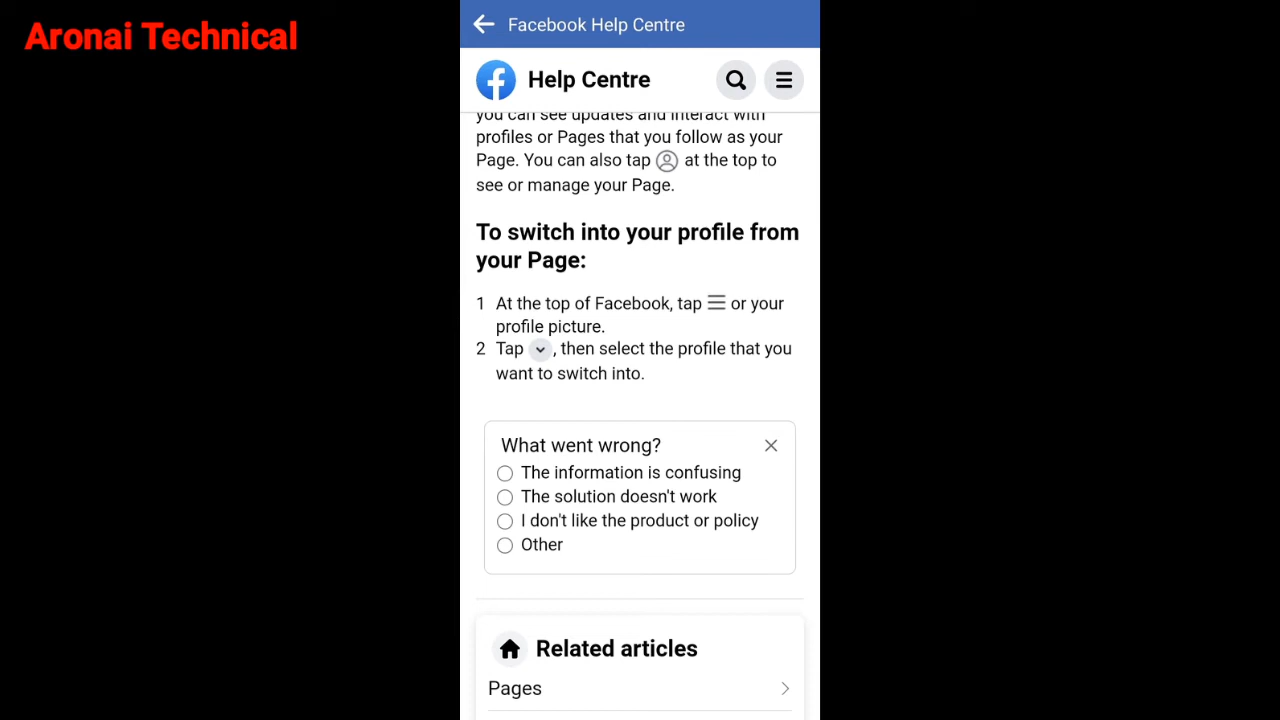 Aronai Technical
Facebook Help Centre
Help Centre
you can see updates and interact with
profiles or Pages that you follow as your
Page. You can also tap at the top to
see or manage your Page.
To switch into your profile from
your Page:
1 At the top of Facebook, tap or your
profile picture.
2 Tap , then select the profile that you
want to switch into.
What went wrong?
The information is confusing
The solution doesn't work
I don't like the product or policy
Other
Related articles
Pages